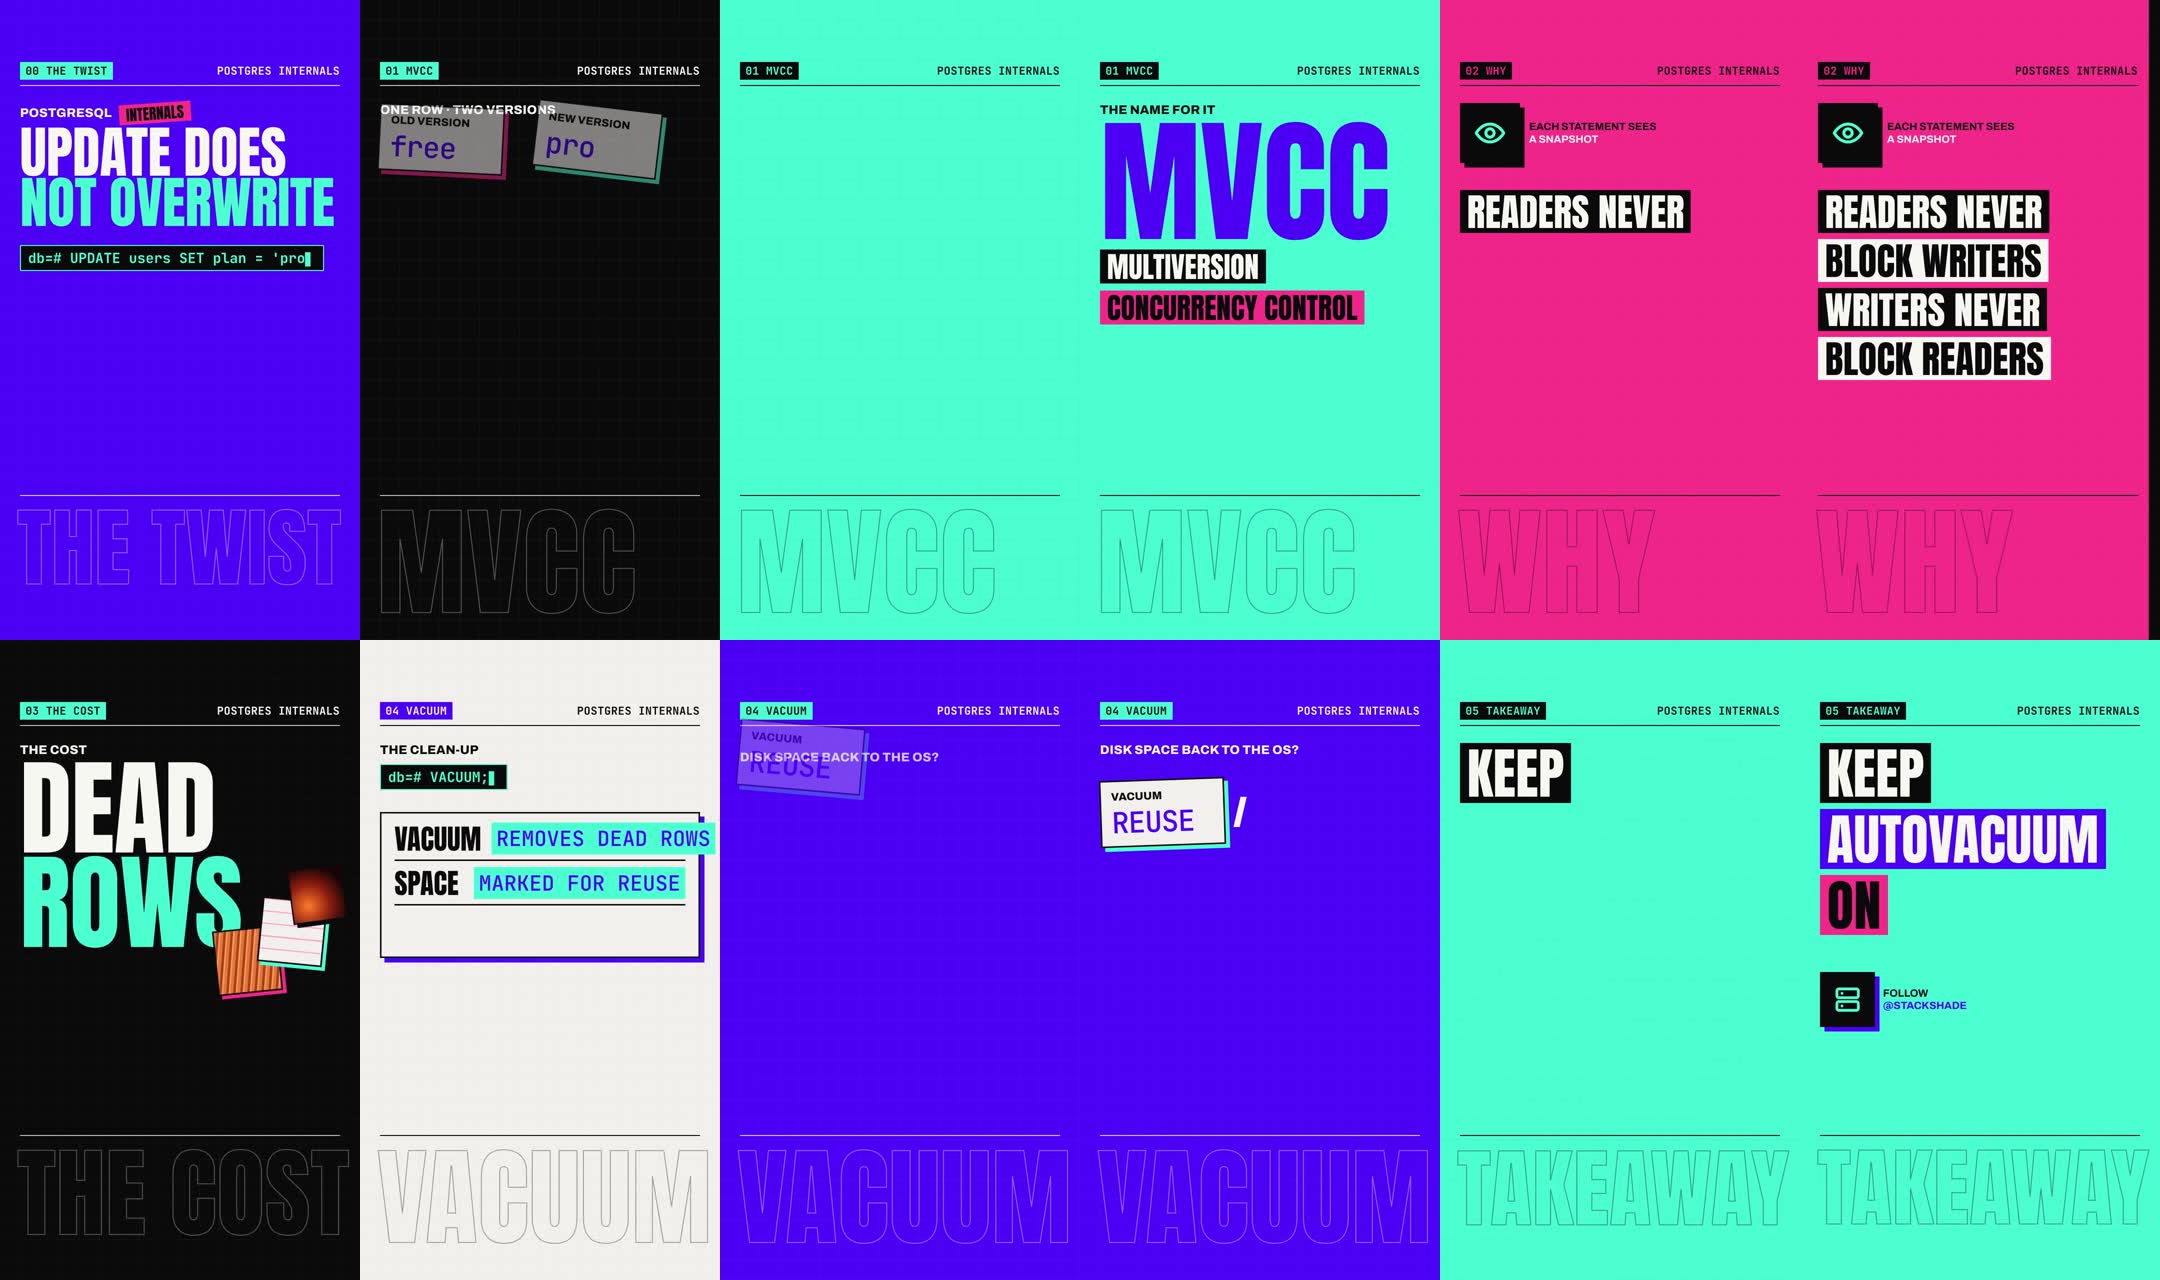 00 THE TWIST
POSTGRES INTERNALS
POSTGRESQL INTERNALS
UPDATE DOES
NOT OVERWRITE
db=# UPDATE users SET plan = 'pro
THE TWIST
01 MVCC
POSTGRES INTERNALS
ONE ROW · TWO VERSIONS
OLD VERSION
free
NEW VERSION
pro
MVCC
01 MVCC
POSTGRES INTERNALS
MVCC
01 MVCC
POSTGRES INTERNALS
THE NAME FOR IT
MVCC
MULTIVERSION
CONCURRENCY CONTROL
MVCC
02 WHY
POSTGRES INTERNALS
EACH STATEMENT SEES
A SNAPSHOT
READERS NEVER
WHY
02 WHY
POSTGRES INTERNALS
EACH STATEMENT SEES
A SNAPSHOT
READERS NEVER
BLOCK WRITERS
WRITERS NEVER
BLOCK READERS
WHY
03 THE COST
POSTGRES INTERNALS
THE COST
DEAD
ROWS
THE COST
04 VACUUM
POSTGRES INTERNALS
THE CLEAN-UP
db=# VACUUM;
VACUUM REMOVES DEAD ROWS
SPACE MARKED FOR REUSE
VACUUM
04 VACUUM
POSTGRES INTERNALS
VACUUM
DISK SPACE BACK TO THE OS?
REUSE
VACUUM
04 VACUUM
POSTGRES INTERNALS
DISK SPACE BACK TO THE OS?
VACUUM
REUSE
/
VACUUM
05 TAKEAWAY
POSTGRES INTERNALS
KEEP
TAKEAWAY
05 TAKEAWAY
POSTGRES INTERNALS
KEEP
AUTOVACUUM
ON
FOLLOW
@STACKSHADE
TAKEAWAY